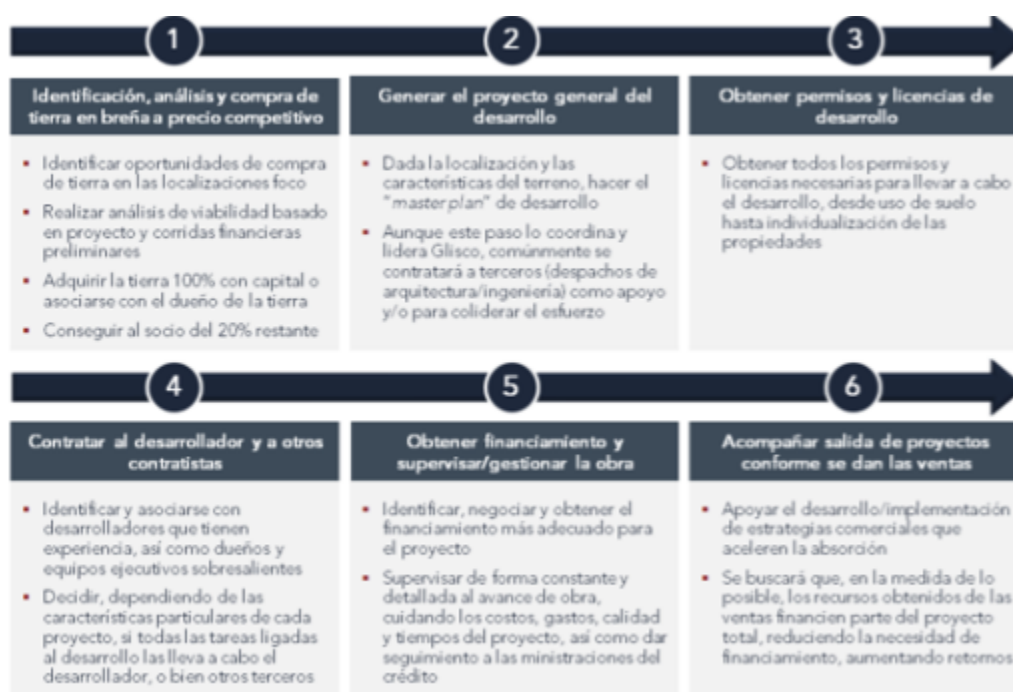 1
2
3
Identificación, análisis y compra de
tierra en breña a precio competitivo
▪ Identificar oportunidades de compra
de tierra en las localizaciones foco
▪ Realizar análisis de viabilidad basado
en proyecto y corridas financieras
preliminares
▪ Adquirir la tierra 100% con capital o
asociarse con el dueño de la tierra
▪ Conseguir al socio del 20% restante
Generar el proyecto general del
desarrollo
▪ Dada la localización y las
características del terreno, hacer el
"master plan" de desarrollo
▪ Aunque este paso lo coordina y
lidera Glisco, comúnmente se
contratará a terceros (despachos de
arquitectura/ingeniería) como apoyo
y/o para coliderar el esfuerzo
Obtener permisos y licencias de
desarrollo
▪ Obtener todos los permisos y
licencias necesarias para llevar a cabo
el desarrollo, desde uso de suelo
hasta individualización de las
propiedades
4
5
6
Contratar al desarrollador y a otros
contratistas
▪ Identificar y asociarse con
desarrolladores que tienen
experiencia, así como dueños y
equipos ejecutivos sobresalientes
▪ Decidir, dependiendo de las
características particulares de cada
proyecto, si todas las tareas ligadas
al desarrollo las lleva a cabo el
desarrollador, o bien otros terceros
Obtener financiamiento y
supervisar/gestionar la obra
▪ Identificar, negociar y obtener el
financiamiento más adecuado para
el proyecto
▪ Supervisar de forma constante y
detallada al avance de obra,
cuidando los costos, gastos, calidad
y tiempos del proyecto, así como dar
seguimiento a las ministraciones del
crédito
Acompañar salida de proyectos
conforme se dan las ventas
▪ Apoyar el desarrollo/implementación
de estrategias comerciales que
aceleren la absorción
▪ Se buscará que, en la medida de lo
posible, los recursos obtenidos de las
ventas financien parte del proyecto
total, reduciendo la necesidad de
financiamiento, aumentando retornos